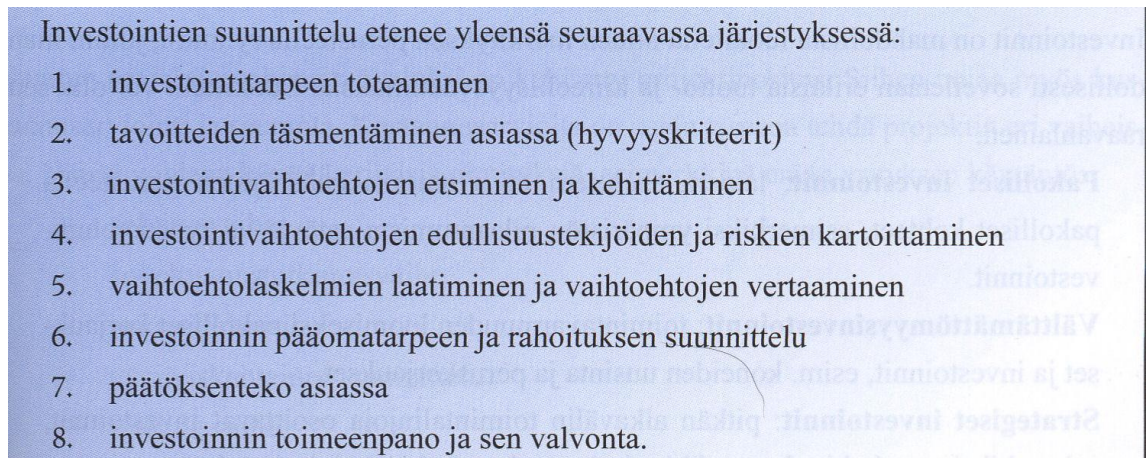 Investointien suunnittelu etenee yleensä seuraavassa järjestyksessä:
1. investointitarpeen toteaminen
2. tavoitteiden täsmentäminen asiassa (hyvyyskriteerit)
3. investointivaihtoehtojen etsiminen ja kehittäminen
4. investointivaihtoehtojen edullisuustekijöiden ja riskien kartoittaminen
5. vaihtoehtolaskelmien laatiminen ja vaihtoehtojen vertaaminen
6. investoinnin pääomatarpeen ja rahoituksen suunnittelu
7. päätöksenteko asiassa
8. investoinnin toimeenpano ja sen valvonta.